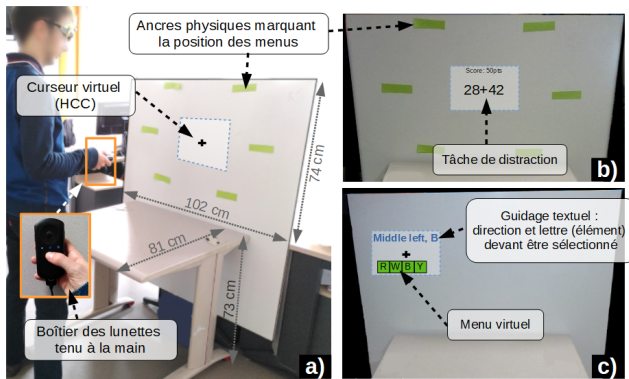 Ancres physiques marquant
la position des menus
Curseur virtuel
(HCC)
74 cm
102 cm
81 cm
73 cm
Boîtier des lunettes
tenu à la main
a)
Score: 50pts
28+42
Tâche de distraction
b)
Guidage textuel :
direction et lettre (élément)
devant être sélectionné
Middle left, B
R W B Y
Menu virtuel
c)